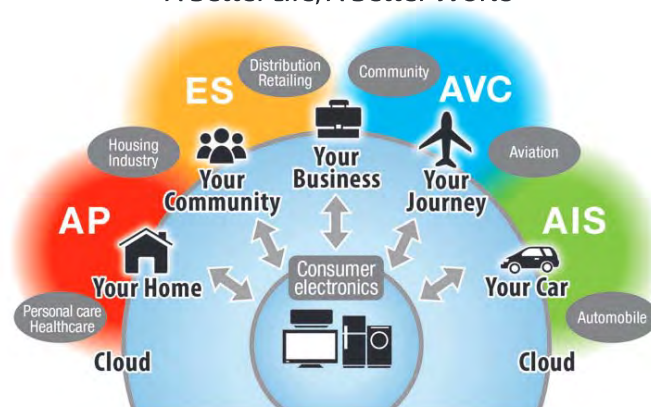 Distribution
Retailing
Community
ES
AVC
Housing
Industry
Your
Community
Your
Business
Your
Journey
Aviation
AP
AIS
Your Home
Consumer
electronics
Your Car
Personal care
Healthcare
Automobile
Cloud
Cloud